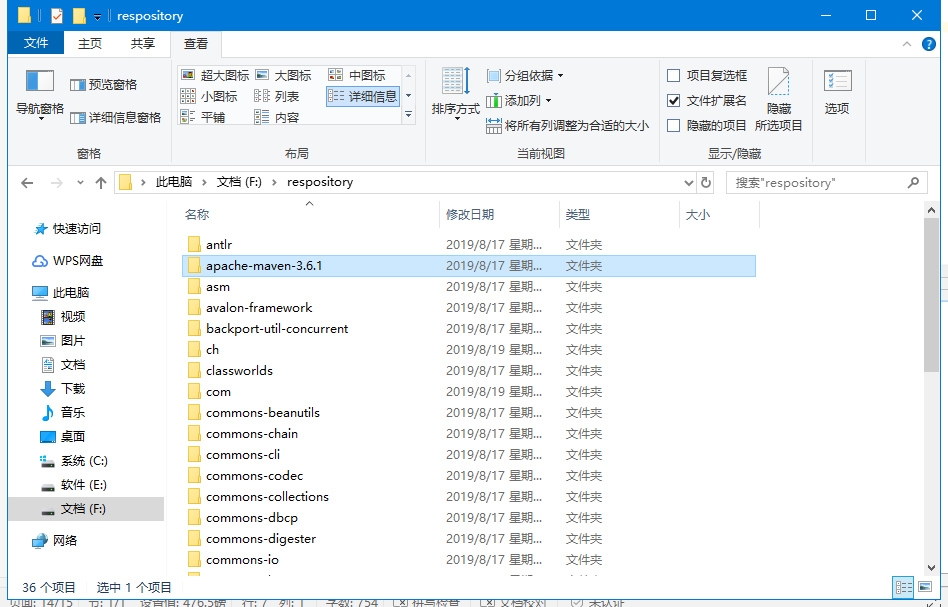 respository
文件 主页 共享 查看
导航窗格 预览窗格 详细信息窗格
窗格
超大图标 大图标 中图标
小图标 列表 详细信息
平铺 内容
布局
排序方式 分组依据 添加列 将所有列调整为合适的大小
当前视图
项目复选框
文件扩展名
隐藏的项目
隐藏所选项目
显示/隐藏
选项
此电脑 文档 (F:) respository
搜索"respository"
快速访问
WPS网盘
此电脑
视频
图片
文档
下载
音乐
桌面
系统 (C:)
软件 (E:)
文档 (F:)
网络
名称 修改日期 类型 大小
antlr 2019/8/17 星期... 文件夹
apache-maven-3.6.1 2019/8/17 星期... 文件夹
asm 2019/8/17 星期... 文件夹
avalon-framework 2019/8/17 星期... 文件夹
backport-util-concurrent 2019/8/17 星期... 文件夹
ch 2019/8/19 星期... 文件夹
classworlds 2019/8/17 星期... 文件夹
com 2019/8/19 星期... 文件夹
commons-beanutils 2019/8/17 星期... 文件夹
commons-chain 2019/8/17 星期... 文件夹
commons-cli 2019/8/17 星期... 文件夹
commons-codec 2019/8/17 星期... 文件夹
commons-collections 2019/8/17 星期... 文件夹
commons-dbcp 2019/8/17 星期... 文件夹
commons-digester 2019/8/17 星期... 文件夹
commons-io 2019/8/17 星期... 文件夹
36 个项目 选中 1 个项目
页面: 14/15 节: 1/1 设置值: 476.5磅 行: 7 列: 1 字数: 754 拼写检查 文档校对 未认证